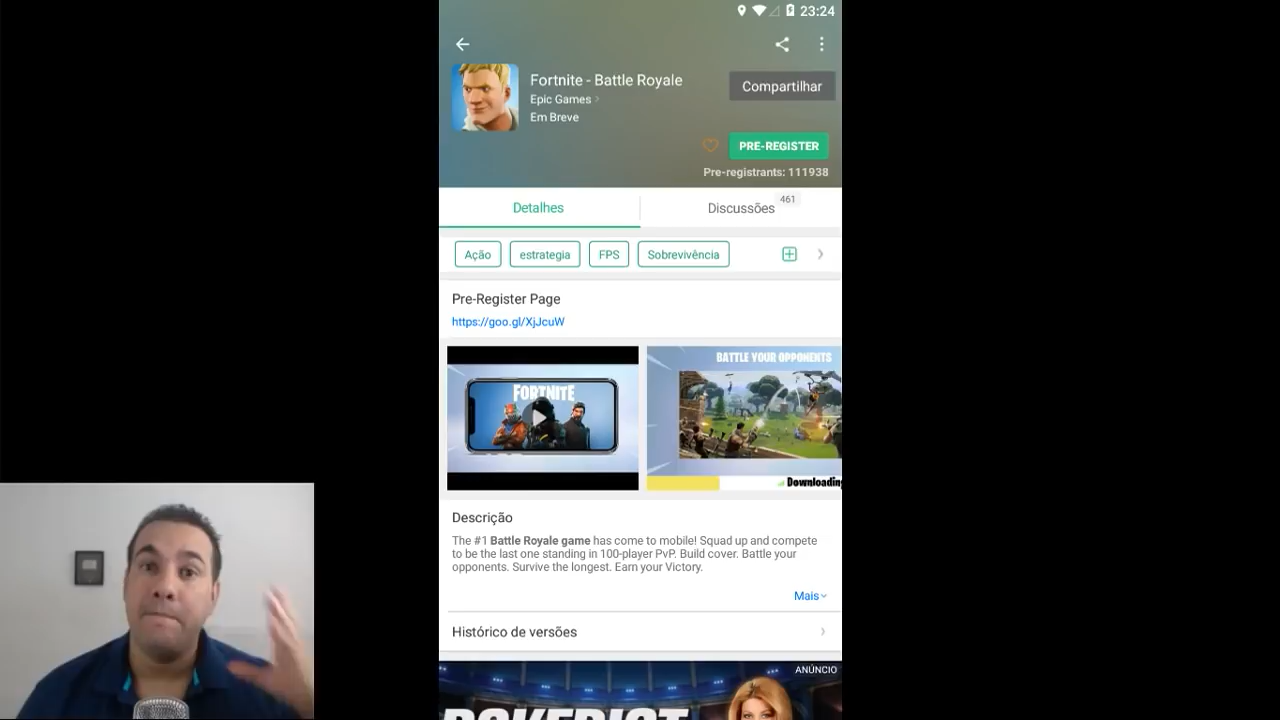 23:24
Fortnite - Battle Royale
Compartilhar
Epic Games
Em Breve
PRE-REGISTER
Pre-registrants: 111938
Detalhes
Discussões
461
Ação
estrategia
FPS
Sobrevivência
Pre-Register Page
https://goo.gl/XjJcuW
FORTNITE
BATTLE YOUR OPPONENTS
Downloading
Descrição
The #1 Battle Royale game has come to mobile! Squad up and compete
to be the last one standing in 100-player PvP. Build cover. Battle your
opponents. Survive the longest. Earn your Victory.
Mais
Histórico de versões
ANÚNCIO